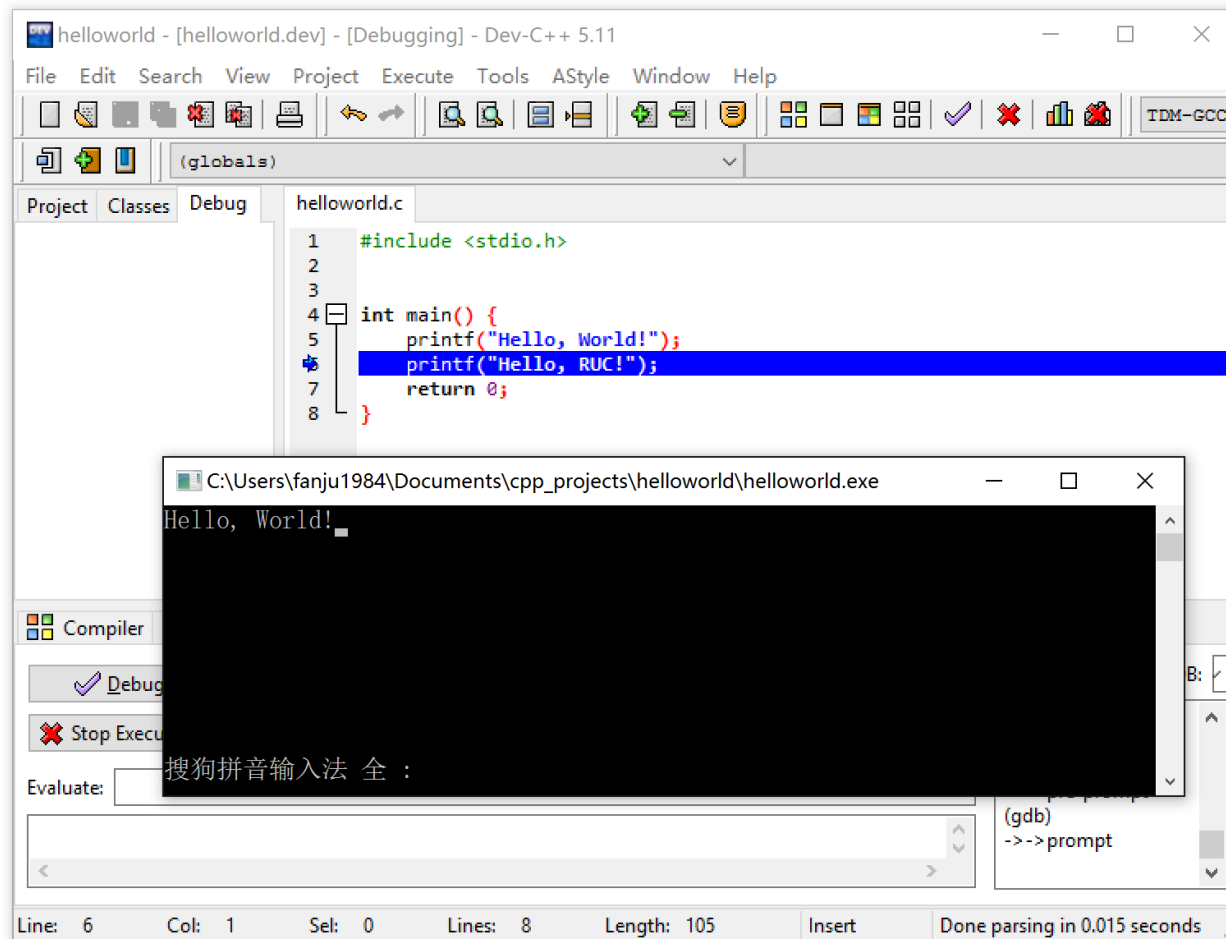 helloworld - [helloworld.dev] - [Debugging] - Dev-C++ 5.11
File Edit Search View Project Execute Tools AStyle Window Help
TDM-GCC
(globals)
Project Classes Debug
helloworld.c
1 #include <stdio.h>
2
3
4 int main() {
5 printf("Hello, World!");
printf("Hello, RUC!");
7 return 0;
8 }
C:\Users\fanju1984\Documents\cpp_projects\helloworld\helloworld.exe
Hello, World!
搜狗拼音输入法 全 :
Compiler
Debug
B:
Stop Execu
Evaluate:
(gdb)
->->prompt
Line: 6 Col: 1 Sel: 0 Lines: 8 Length: 105 Insert Done parsing in 0.015 seconds